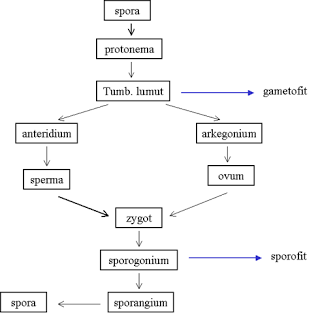 spora
protonema
Tumb. lumut
gametofit
anteridium
arkegonium
sperma
ovum
zygot
sporogonium
sporofit
spora
sporangium